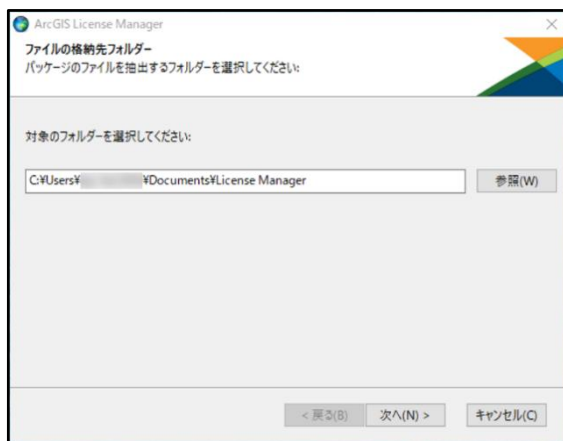 ArcGIS License Manager
ファイルの格納先フォルダー
パッケージのファイルを抽出するフォルダーを選択してください:
対象のフォルダーを選択してください:
C:¥Users¥ ¥Documents¥License Manager
参照(W)
< 戻る(B) 次へ(N) > キャンセル(C)